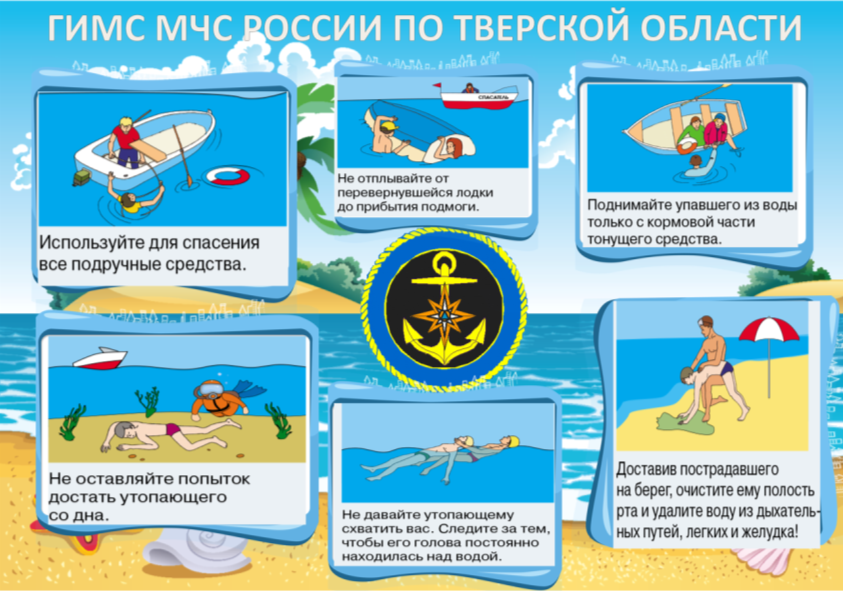 ГИМС МЧС РОССИИ ПО ТВЕРСКОЙ ОБЛАСТИ
Используйте для спасения
все подручные средства.
СПАСАТЕЛЬ
Не отплывайте от
перевернувшейся лодки
до прибытия подмоги.
Поднимайте упавшего из воды
только с кормовой части
тонущего средства.
Не оставляйте попыток
достать утопающего
со дна.
Не давайте утопающему
схватить вас. Следите за тем,
чтобы его голова постоянно
находилась над водой.
Доставив пострадавшего
на берег, очистите ему полость
рта и удалите воду из дыхатель-
ных путей, легких и желудка!